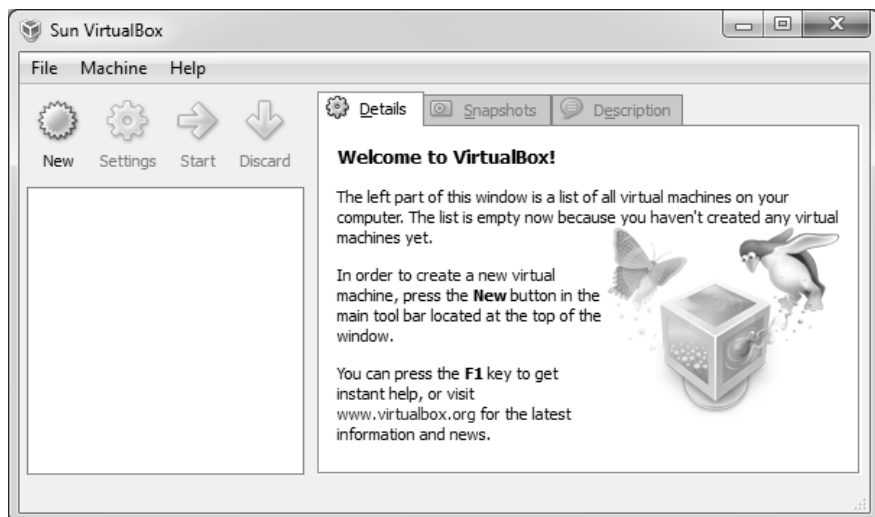 Sun VirtualBox
File Machine Help
New Settings Start Discard
Details Snapshots Description
Welcome to VirtualBox!
The left part of this window is a list of all virtual machines on your
computer. The list is empty now because you haven't created any virtual
machines yet.
In order to create a new virtual
machine, press the New button in the
main tool bar located at the top of the
window.
You can press the F1 key to get
instant help, or visit
www.virtualbox.org for the latest
information and news.